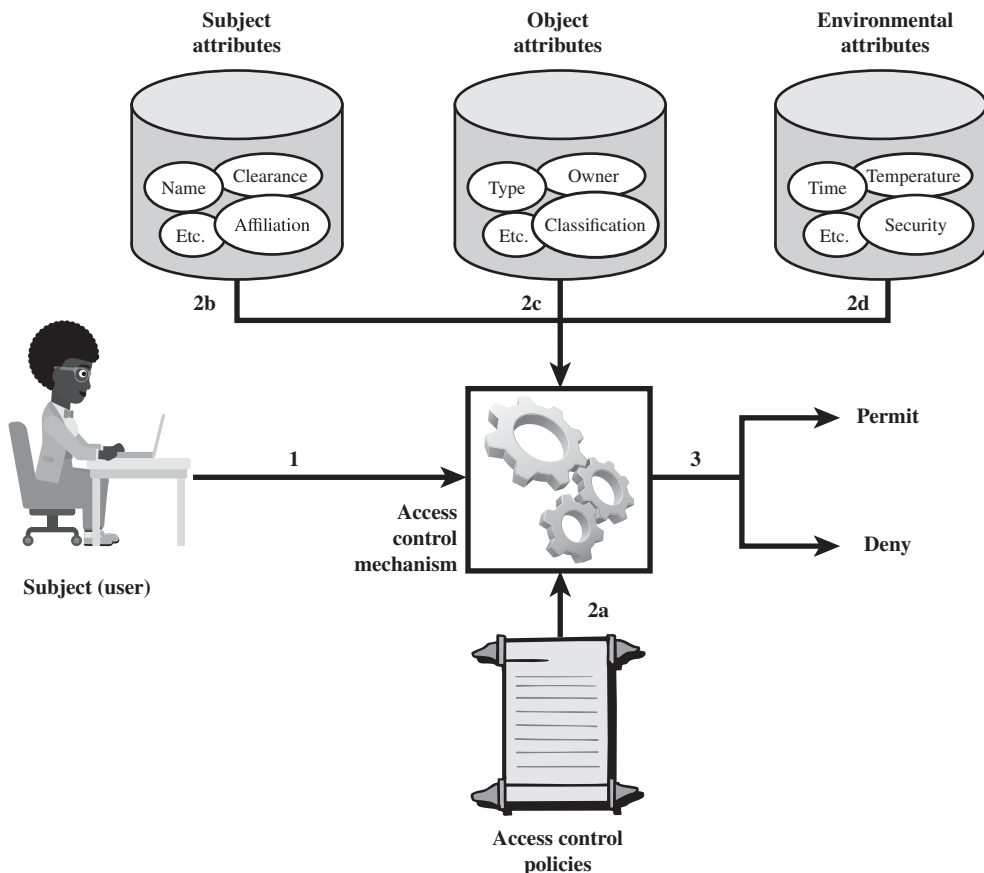 Subject
attributes
Object
attributes
Environmental
attributes
Name
Clearance
Etc.
Affiliation
Type
Owner
Etc.
Classification
Time
Temperature
Etc.
Security
2b
2c
2d
1
Access
control
mechanism
3
Permit
Deny
Subject (user)
2a
Access control
policies